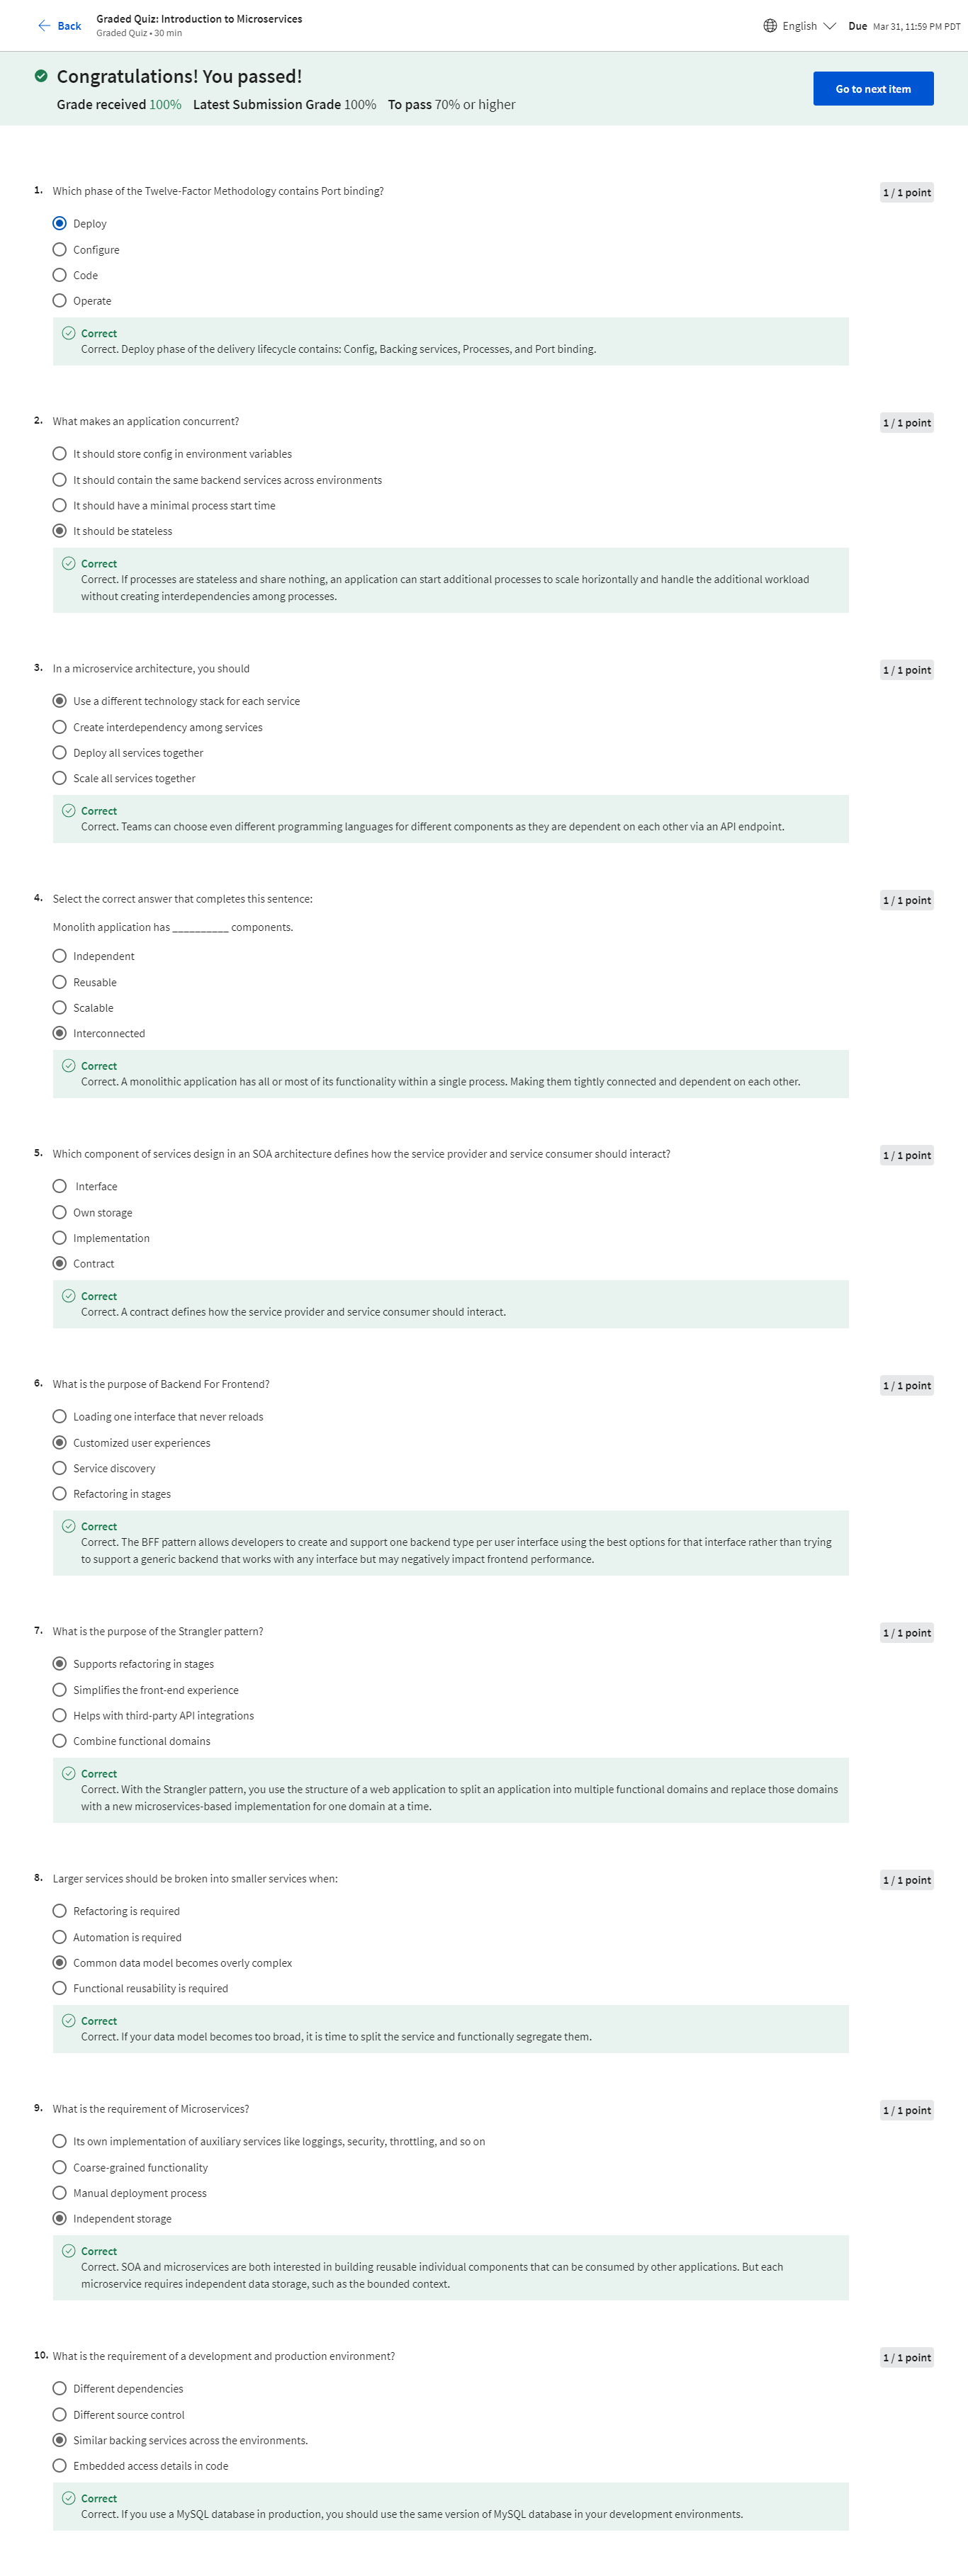 Back
Graded Quiz: Introduction to Microservices
Graded Quiz • 30 min
English
Due Mar 31, 11:59 PM PDT
Congratulations! You passed!
Grade received 100% Latest Submission Grade 100% To pass 70% or higher
Go to next item
1. Which phase of the Twelve-Factor Methodology contains Port binding?
1 / 1 point
Deploy
Configure
Code
Operate
Correct
Correct. Deploy phase of the delivery lifecycle contains: Config, Backing services, Processes, and Port binding.
2. What makes an application concurrent?
1 / 1 point
It should store config in environment variables
It should contain the same backend services across environments
It should have a minimal process start time
It should be stateless
Correct
Correct. If processes are stateless and share nothing, an application can start additional processes to scale horizontally and handle the additional workload
without creating interdependencies among processes.
3. In a microservice architecture, you should
1 / 1 point
Use a different technology stack for each service
Create interdependency among services
Deploy all services together
Scale all services together
Correct
Correct. Teams can choose even different programming languages for different components as they are dependent on each other via an API endpoint.
4. Select the correct answer that completes this sentence:
1 / 1 point
Monolith application has __________ components.
Independent
Reusable
Scalable
Interconnected
Correct
Correct. A monolithic application has all or most of its functionality within a single process. Making them tightly connected and dependent on each other.
5. Which component of services design in an SOA architecture defines how the service provider and service consumer should interact?
1 / 1 point
Interface
Own storage
Implementation
Contract
Correct
Correct. A contract defines how the service provider and service consumer should interact.
6. What is the purpose of Backend For Frontend?
1 / 1 point
Loading one interface that never reloads
Customized user experiences
Service discovery
Refactoring in stages
Correct
Correct. The BFF pattern allows developers to create and support one backend type per user interface using the best options for that interface rather than trying
to support a generic backend that works with any interface but may negatively impact frontend performance.
7. What is the purpose of the Strangler pattern?
1 / 1 point
Supports refactoring in stages
Simplifies the front-end experience
Helps with third-party API integrations
Combine functional domains
Correct
Correct. With the Strangler pattern, you use the structure of a web application to split an application into multiple functional domains and replace those domains
with a new microservices-based implementation for one domain at a time.
8. Larger services should be broken into smaller services when:
1 / 1 point
Refactoring is required
Automation is required
Common data model becomes overly complex
Functional reusability is required
Correct
Correct. If your data model becomes too broad, it is time to split the service and functionally segregate them.
9. What is the requirement of Microservices?
1 / 1 point
Its own implementation of auxiliary services like loggings, security, throttling, and so on
Coarse-grained functionality
Manual deployment process
Independent storage
Correct
Correct. SOA and microservices are both interested in building reusable individual components that can be consumed by other applications. But each
microservice requires independent data storage, such as the bounded context.
10. What is the requirement of a development and production environment?
1 / 1 point
Different dependencies
Different source control
Similar backing services across the environments.
Embedded access details in code
Correct
Correct. If you use a MySQL database in production, you should use the same version of MySQL database in your development environments.